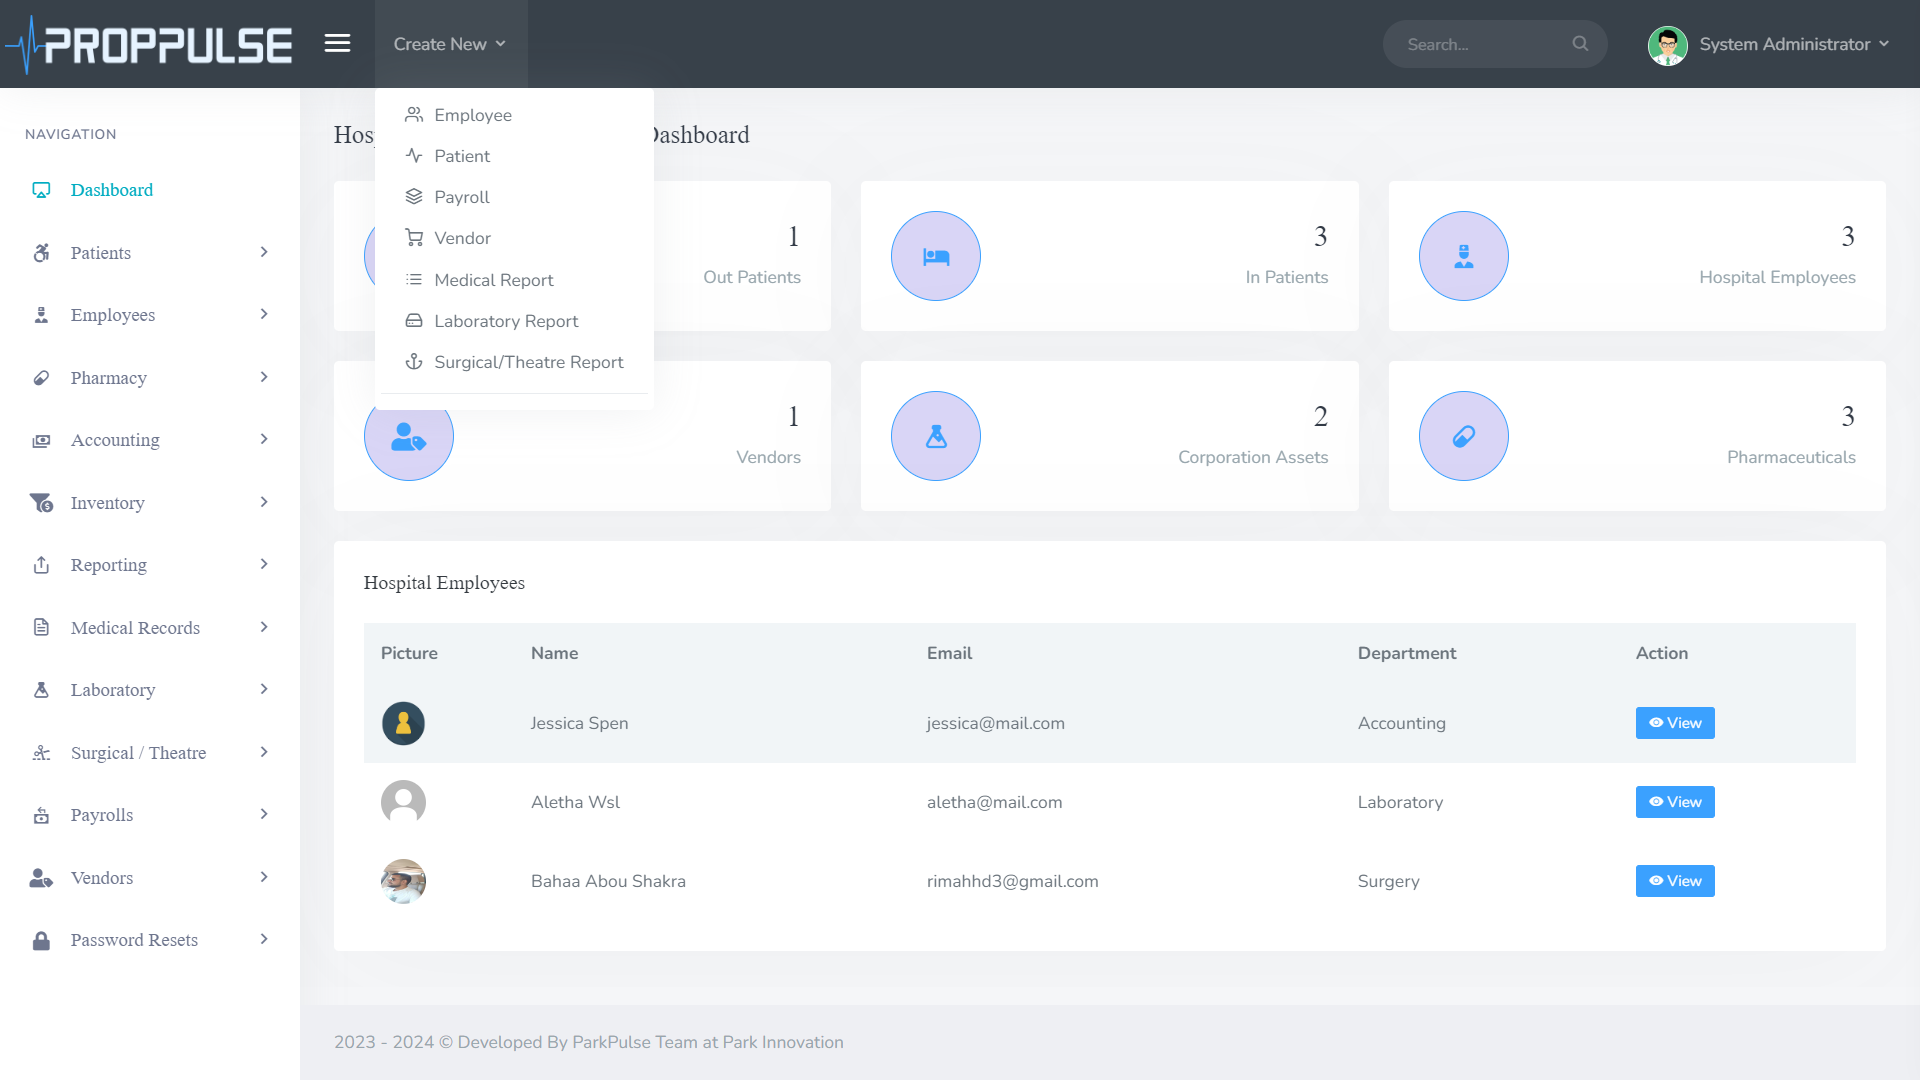 PROPPULSE
Create New
Search...
System Administrator
NAVIGATION
Dashboard
Patients
Employees
Pharmacy
Accounting
Inventory
Reporting
Medical Records
Laboratory
Surgical / Theatre
Payrolls
Vendors
Password Resets
Employee
Patient
Payroll
Vendor
Medical Report
Laboratory Report
Surgical/Theatre Report
Dashboard
1
Out Patients
3
In Patients
3
Hospital Employees
1
Vendors
2
Corporation Assets
3
Pharmaceuticals
Hospital Employees
Picture Name Email Department Action
Jessica Spen jessica@mail.com Accounting View
Aletha Wsl aletha@mail.com Laboratory View
Bahaa Abou Shakra rimahhd3@gmail.com Surgery View
2023 - 2024 © Developed By ParkPulse Team at Park Innovation